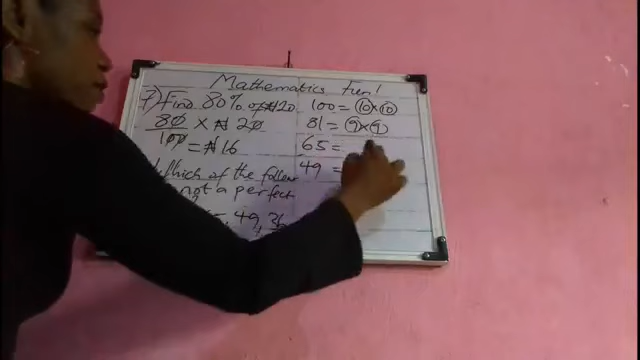 Mathematics Fun!
7) Find 80% of ₦20
80 × ₦ 20
100
= ₦16
Which of the follow
not a perfect
49, 36
100 = 10 × 10
81 = 9 × 9
65 =
49 =